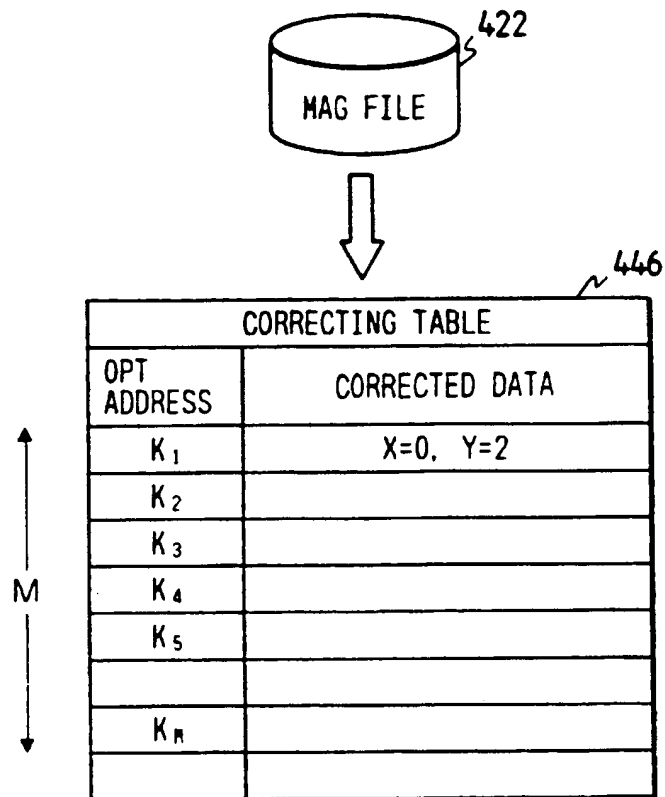 422
MAG FILE
446
CORRECTING TABLE
OPT
ADDRESS
CORRECTED DATA
K₁ X=0, Y=2
K₂
K₃
K₄
K₅
M
Kₘ